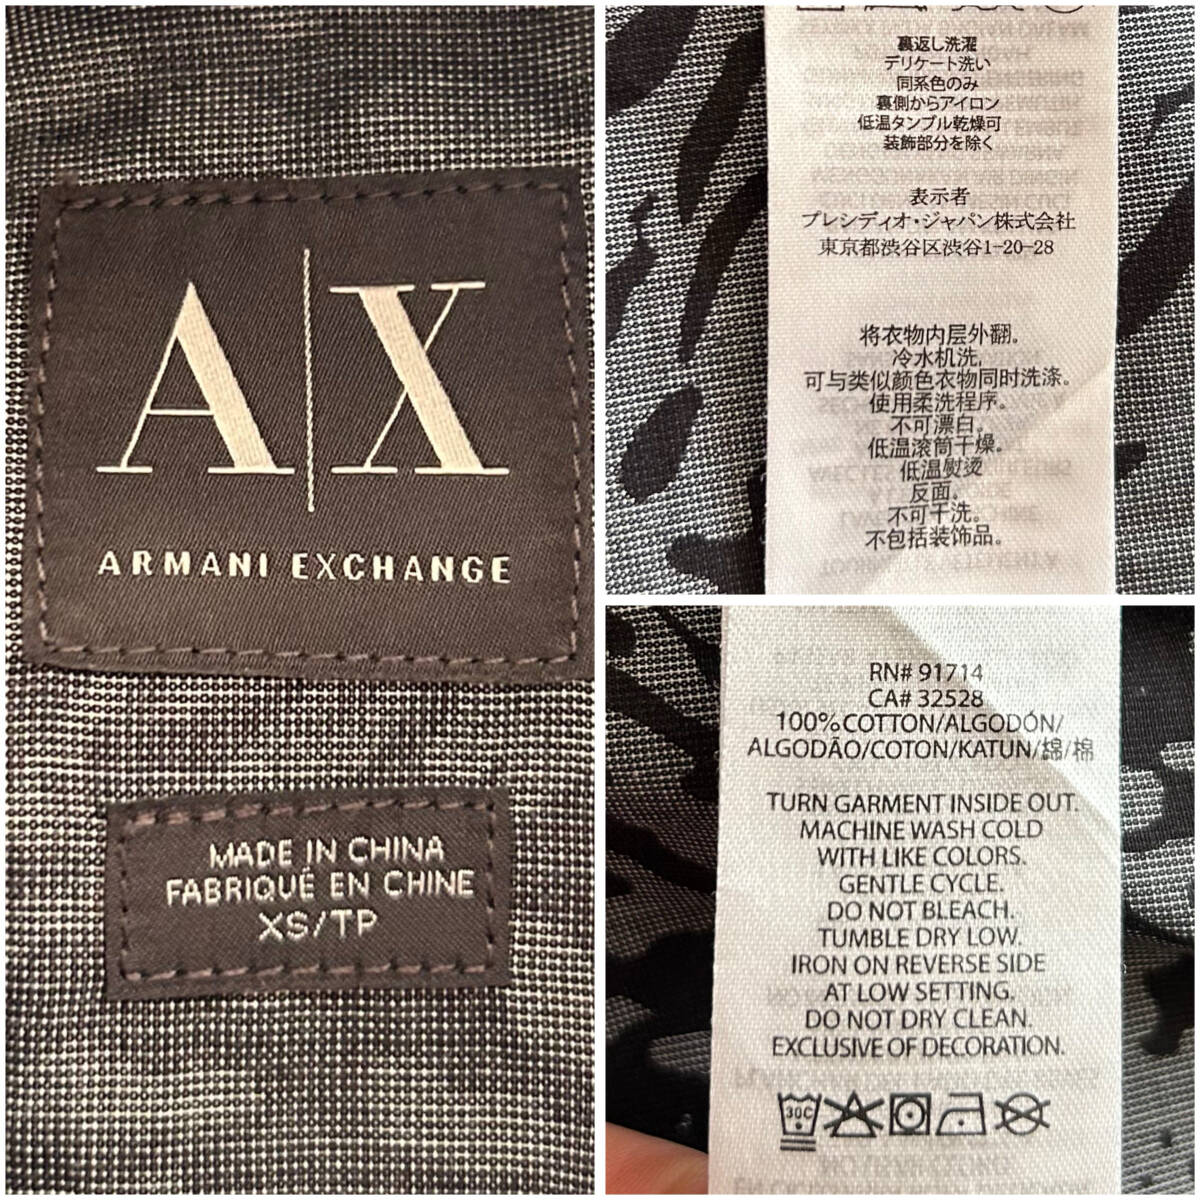 A|X
ARMANI EXCHANGE
MADE IN CHINA
FABRIQUÉ EN CHINE
XS/TP
裏返し洗濯
デリケート洗い
同系色のみ
裏側からアイロン
低温タンブル乾燥可
装飾部分を除く
表示者
プレシディオ・ジャパン株式会社
東京都渋谷区渋谷1-20-28
将衣物内层外翻。
冷水机洗,
可与类似颜色衣物同时洗涤。
使用柔洗程序。
不可漂白。
低温滚筒干燥。
低温熨烫
反面。
不可干洗。
不包括装饰品。
RN# 91714
CA# 32528
100%COTTON/ALGODÓN/
ALGODÃO/COTON/KATUN/綿/棉
TURN GARMENT INSIDE OUT.
MACHINE WASH COLD
WITH LIKE COLORS.
GENTLE CYCLE.
DO NOT BLEACH.
TUMBLE DRY LOW.
IRON ON REVERSE SIDE
AT LOW SETTING.
DO NOT DRY CLEAN.
EXCLUSIVE OF DECORATION.
30C